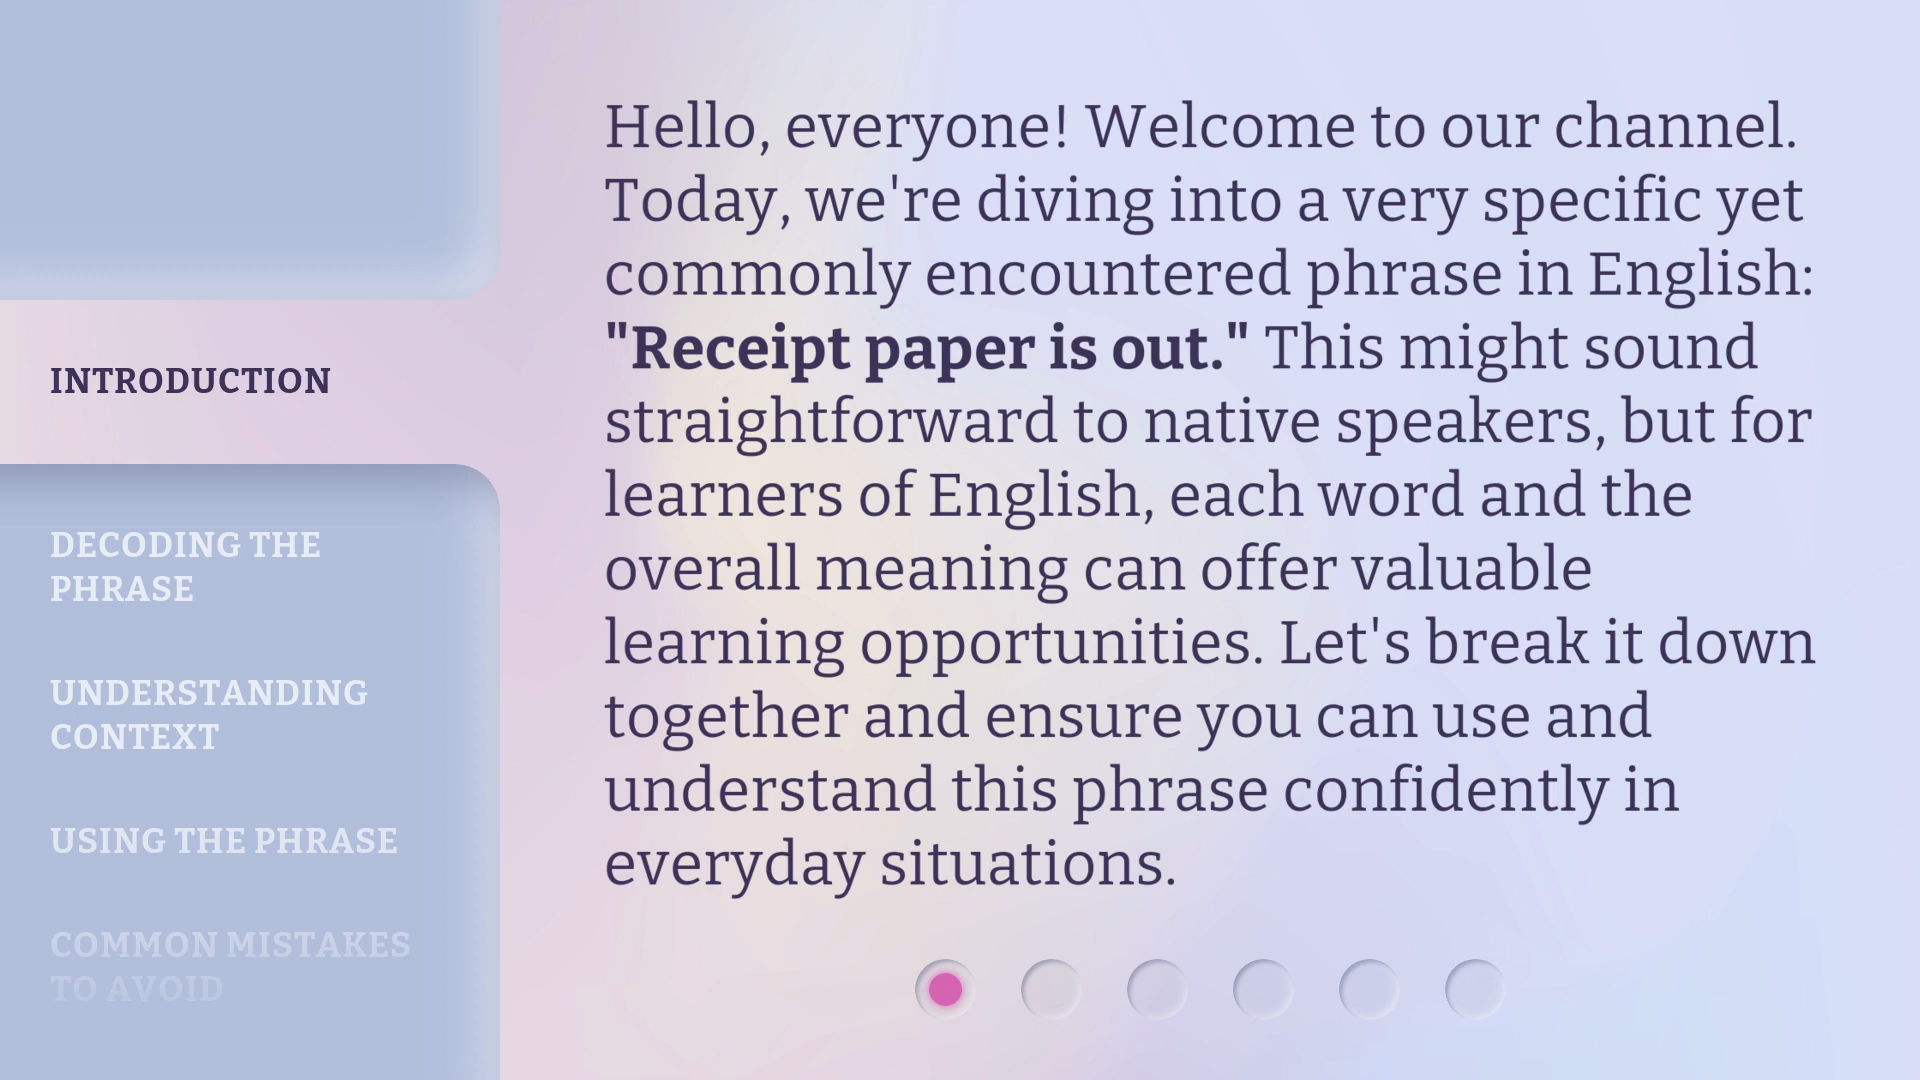 INTRODUCTION
DECODING THE
PHRASE
UNDERSTANDING
CONTEXT
USING THE PHRASE
COMMON MISTAKES
TO AVOID
Hello, everyone! Welcome to our channel.
Today, we're diving into a very specific yet
commonly encountered phrase in English:
"Receipt paper is out." This might sound
straightforward to native speakers, but for
learners of English, each word and the
overall meaning can offer valuable
learning opportunities. Let's break it down
together and ensure you can use and
understand this phrase confidently in
everyday situations.